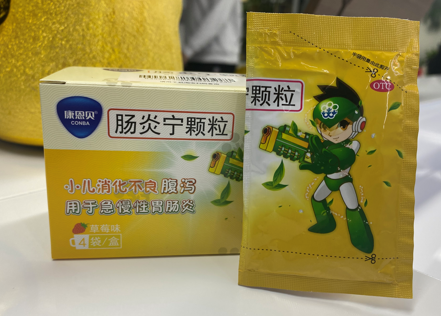 康恩贝
CONBA
肠炎宁颗粒
小儿消化不良腹泻
用于急慢性胃肠炎
草莓味
4袋/盒
宁颗粒
OTC